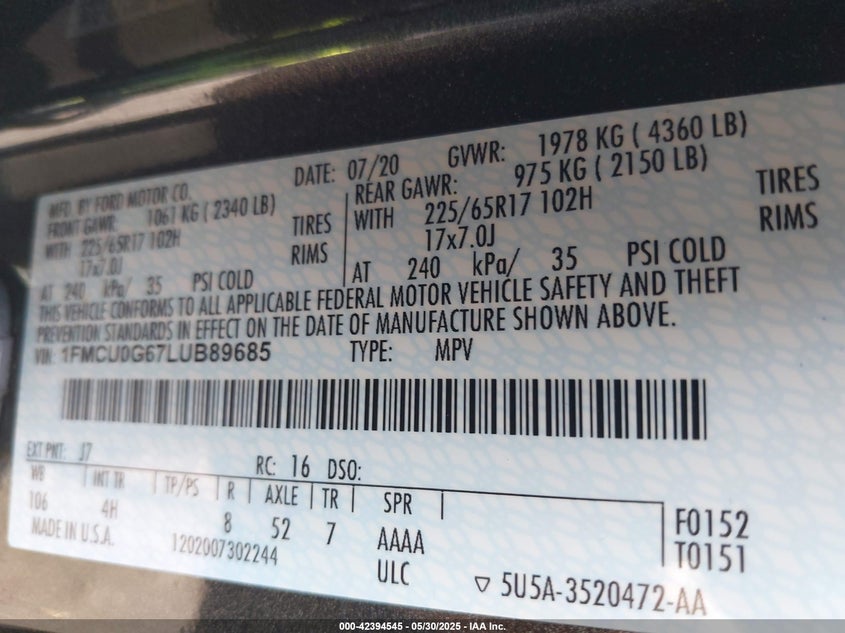 MFD. BY FORD MOTOR CO. DATE: 07/20 GVWR: 1978 KG ( 4360 LB)
FRONT GAWR: 1061 KG ( 2340 LB) REAR GAWR: 975 KG ( 2150 LB)
WITH 225/65R17 102H TIRES WITH 225/65R17 102H TIRES
17x7.0J RIMS 17x7.0J RIMS
AT 240 kPa/ 35 PSI COLD AT 240 kPa/ 35 PSI COLD
THIS VEHICLE CONFORMS TO ALL APPLICABLE FEDERAL MOTOR VEHICLE SAFETY AND THEFT
PREVENTION STANDARDS IN EFFECT ON THE DATE OF MANUFACTURE SHOWN ABOVE.
VIN: 1FMCU0G67LUB89685 TYPE: MPV
EXT PNT: J7 RC: 16 DSO:
WB INT TR TP/PS R AXLE TR SPR
106 4H 8 52 7 AAAA F0152
MADE IN U.S.A. 1202007302244 ULC T0151
5U5A-3520472-AA
000-42394545 - 05/30/2025 - IAA Inc.